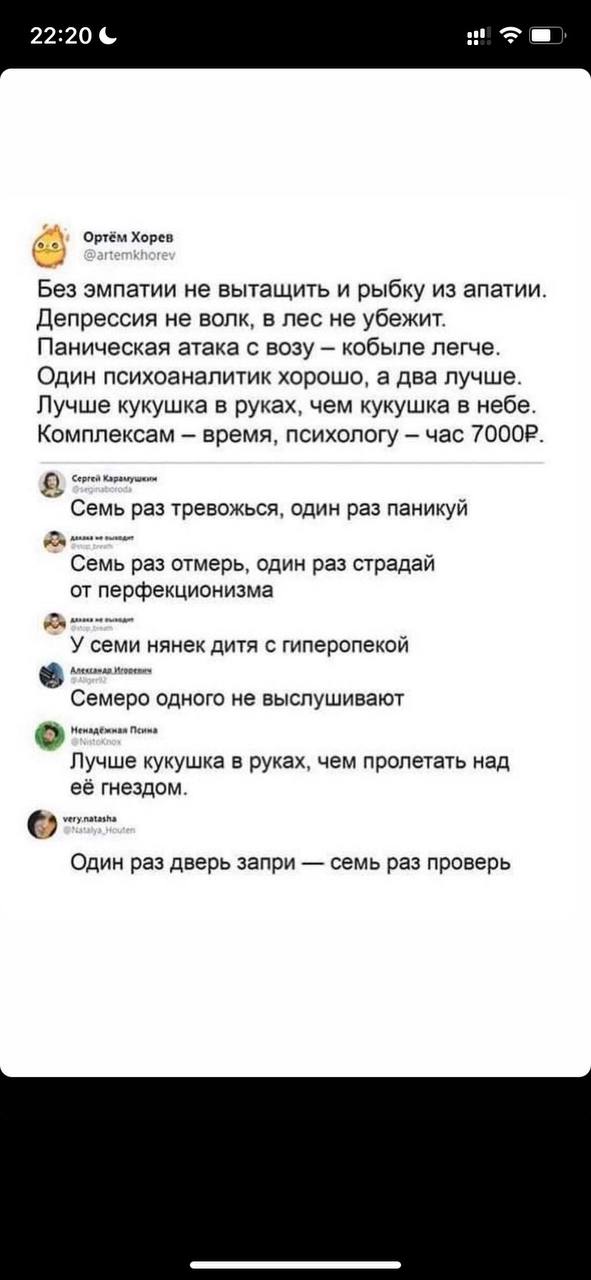 22:20
Ортём Хорев
@artemkhorev
Без эмпатии не вытащить и рыбку из апатии.
Депрессия не волк, в лес не убежит.
Паническая атака с возу – кобыле легче.
Один психоаналитик хорошо, а два лучше.
Лучше кукушка в руках, чем кукушка в небе.
Комплексам – время, психологу – час 7000₽.
Сергей Карамушкин
@seginaboroda
Семь раз тревожься, один раз паникуй
дакака не выходит
@stop_breath
Семь раз отмерь, один раз страдай
от перфекционизма
дакака не выходит
@stop_breath
У семи нянек дитя с гиперопекой
Александр Игоревич
@Aliger92
Семеро одного не выслушивают
Ненадёжная Псина
@NistoKnox
Лучше кукушка в руках, чем пролетать над
её гнездом.
very.natasha
@Natalya_Houten
Один раз дверь запри — семь раз проверь